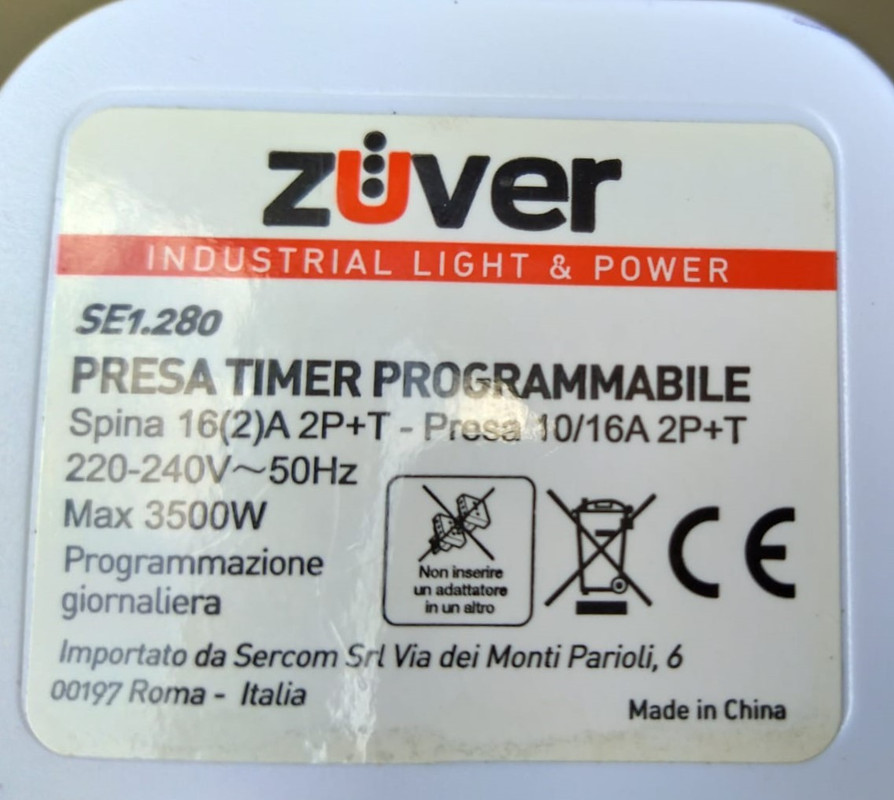 züver
INDUSTRIAL LIGHT & POWER
SE1.280
PRESA TIMER PROGRAMMABILE
Spina 16(2)A 2P+T - Presa 10/16A 2P+T
220-240V~50Hz
Max 3500W
Programmazione
giornaliera
Non inserire
un adattatore
in un altro
CE
Importato da Sercom Srl Via dei Monti Parioli, 6
00197 Roma - Italia
Made in China